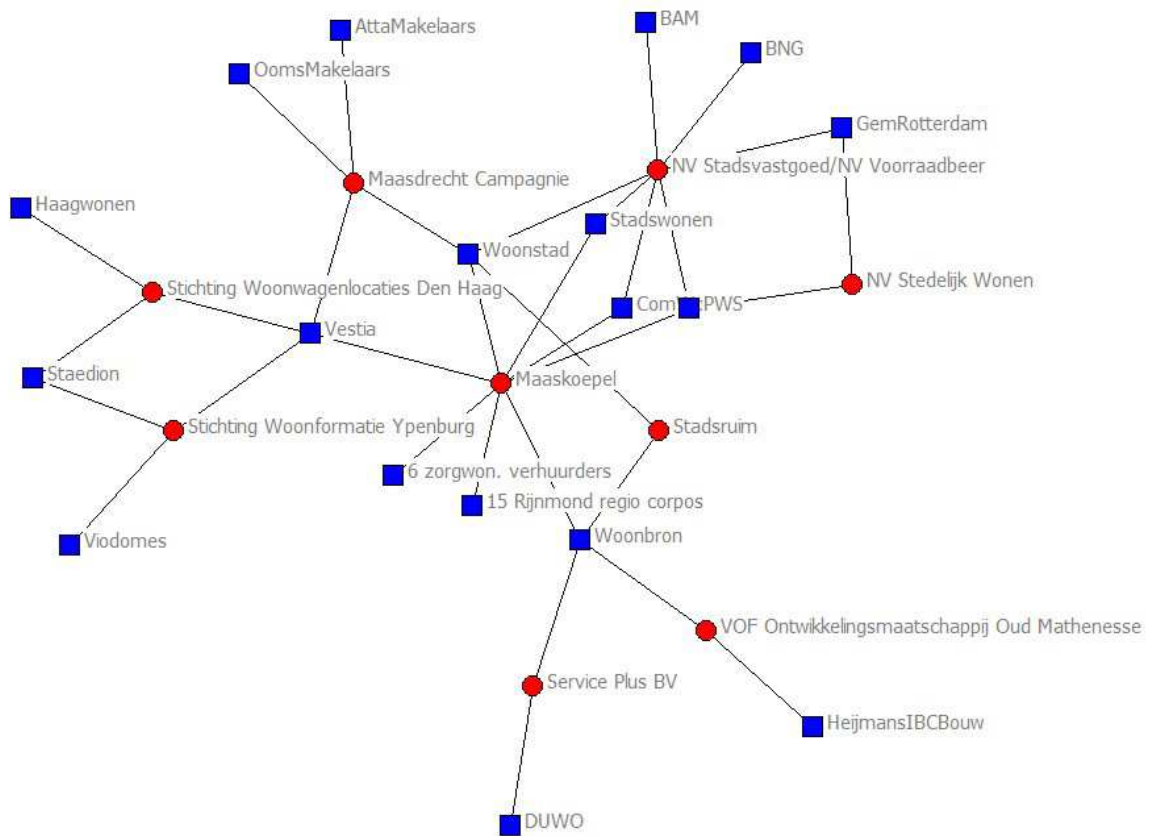 AttaMakelaars
BAM
BNG
OomsMakelaars
GemRotterdam
NV Stadsvastgoed/NV Voorraadbeer
Maasdrecht Campagnie
Haagwonen
Stadswonen
Woonstad
NV Stedelijk Wonen
Stichting Woonwagenlocaties Den Haag
PWS
Vestia
Staedion
Maaskoepel
Stichting Woonformatie Ypenburg
Stadsruim
6 zorgwon. verhuurders
15 Rijnmond regio corpos
Woonbron
Viodomes
VOF Ontwikkelingsmaatschappij Oud Mathenesse
Service Plus BV
HeijmansIBCBouw
DUWO